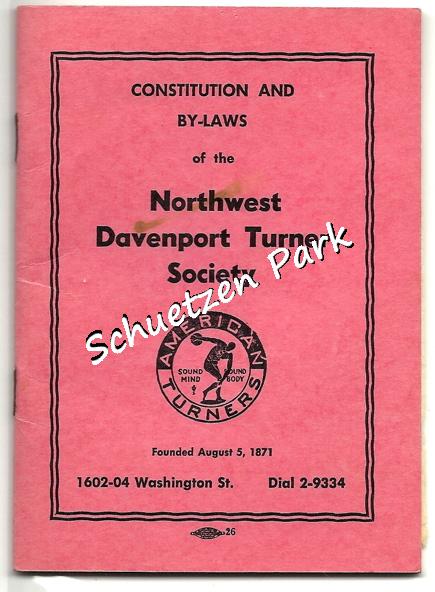 CONSTITUTION AND
BY-LAWS
of the
Northwest
Davenport Turner
Society
Schuetzen Park
AMERICAN
SOUND MIND
SOUND BODY
TURNERS
Founded August 5, 1871
1602-04 Washington St. Dial 2-9334
26